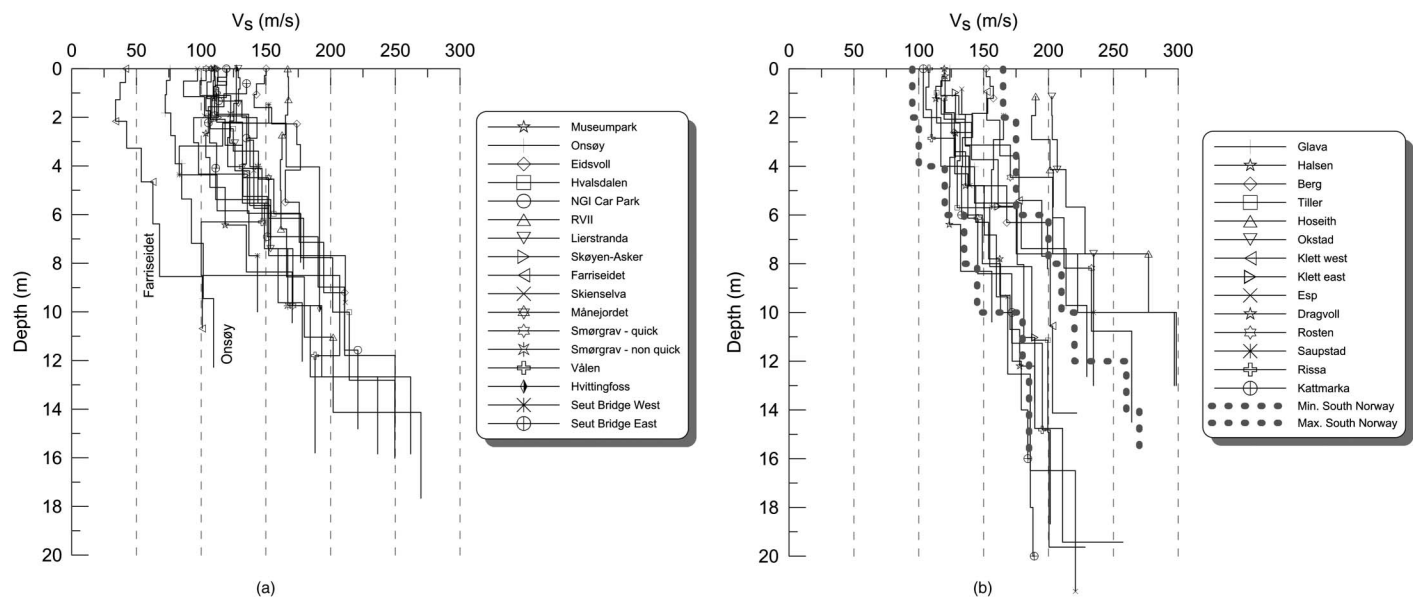 Vs (m/s)
0 50 100 150 200 250 300
0
2
4
6
8
10
12
14
16
18
20
Depth (m)
Farriseidet
Onsøy
Museumpark
Onsøy
Eidsvoll
Hvalsdalen
NGI Car Park
RVII
Lierstranda
Skøyen-Asker
Farriseidet
Skienselva
Månejordet
Smørgrav - quick
Smørgrav - non quick
Vålen
Hvittingfoss
Seut Bridge West
Seut Bridge East
(a)
Vs (m/s)
0 50 100 150 200 250 300
0
2
4
6
8
10
12
14
16
18
20
Depth (m)
Glava
Halsen
Berg
Tiller
Hoseith
Okstad
Klett west
Klett east
Esp
Dragvoll
Rosten
Saupstad
Rissa
Kattmarka
Min. South Norway
Max. South Norway
(b)